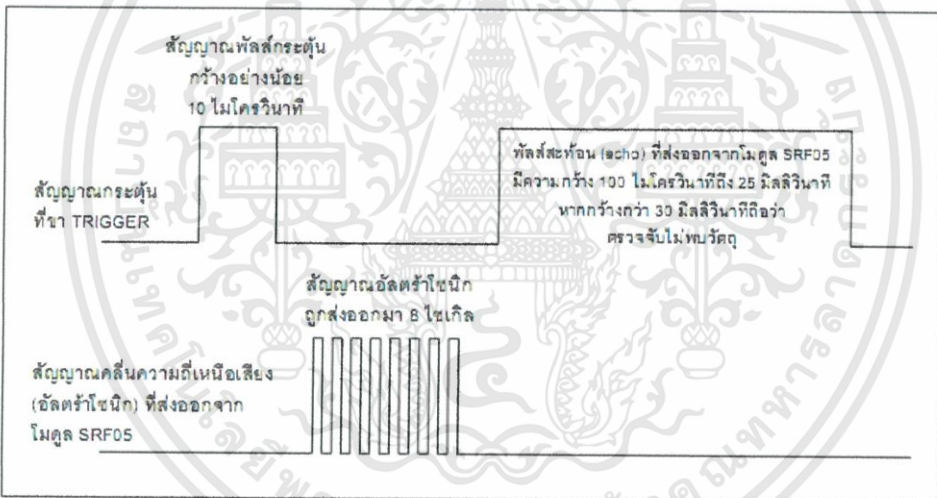 สัญญาณพัลส์กระตุ้น
กว้างอย่างน้อย
10 ไมโครวินาที
สัญญาณกระตุ้น
ที่ขา TRIGGER
พัลส์สะท้อน (echo) ที่ส่งออกจากโมดูล SRF05
มีความกว้าง 100 ไมโครวินาทีถึง 25 มิลลิวินาที
หากกว้างกว่า 30 มิลลิวินาทีถือว่า
ตรวจจับไม่พบวัตถุ
สัญญาณอัลตร้าโซนิก
ถูกส่งออกมา 8 ไซเกิล
สัญญาณคลื่นความถี่เหนือเสียง
(อัลตร้าโซนิก) ที่ส่งออกจาก
โมดูล SRF05